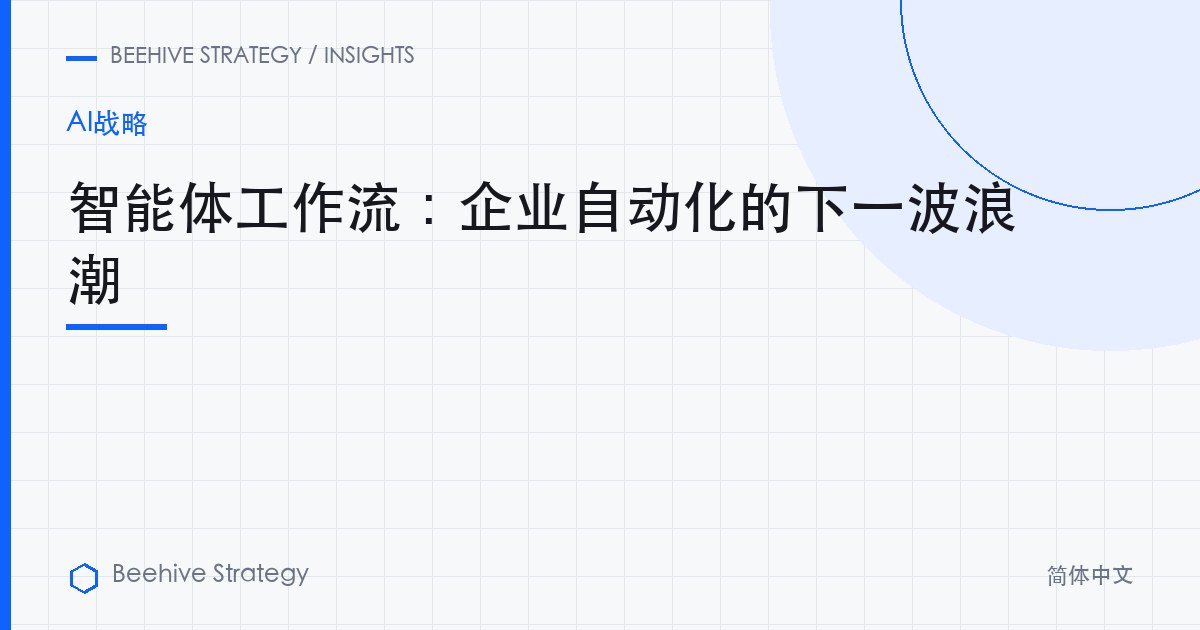 BEEHIVE STRATEGY / INSIGHTS
AI战略
智能体工作流：企业自动化的下一波浪
潮
Beehive Strategy
简体中文